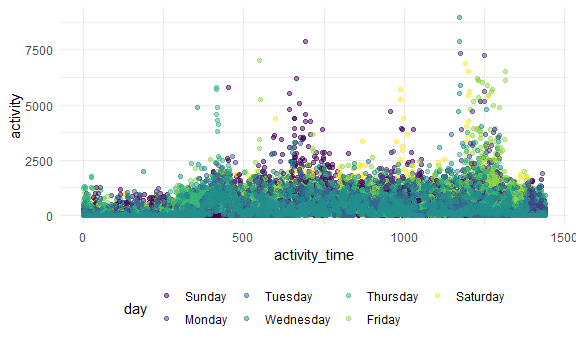 7500
5000
2500
0
activity
0 500 1000 1500
activity_time
day
Sunday Tuesday Thursday Saturday
Monday Wednesday Friday